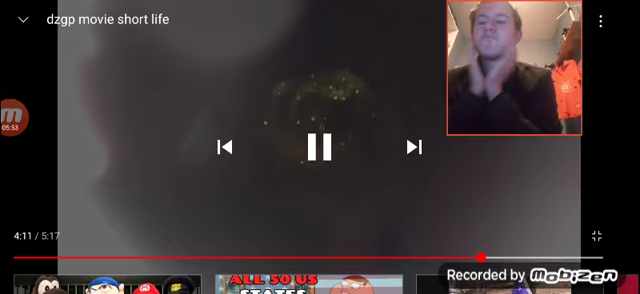 dzgp movie short life
m
05:53
4:11 / 5:17
Recorded by mobizen
ALL 50 US
STATES